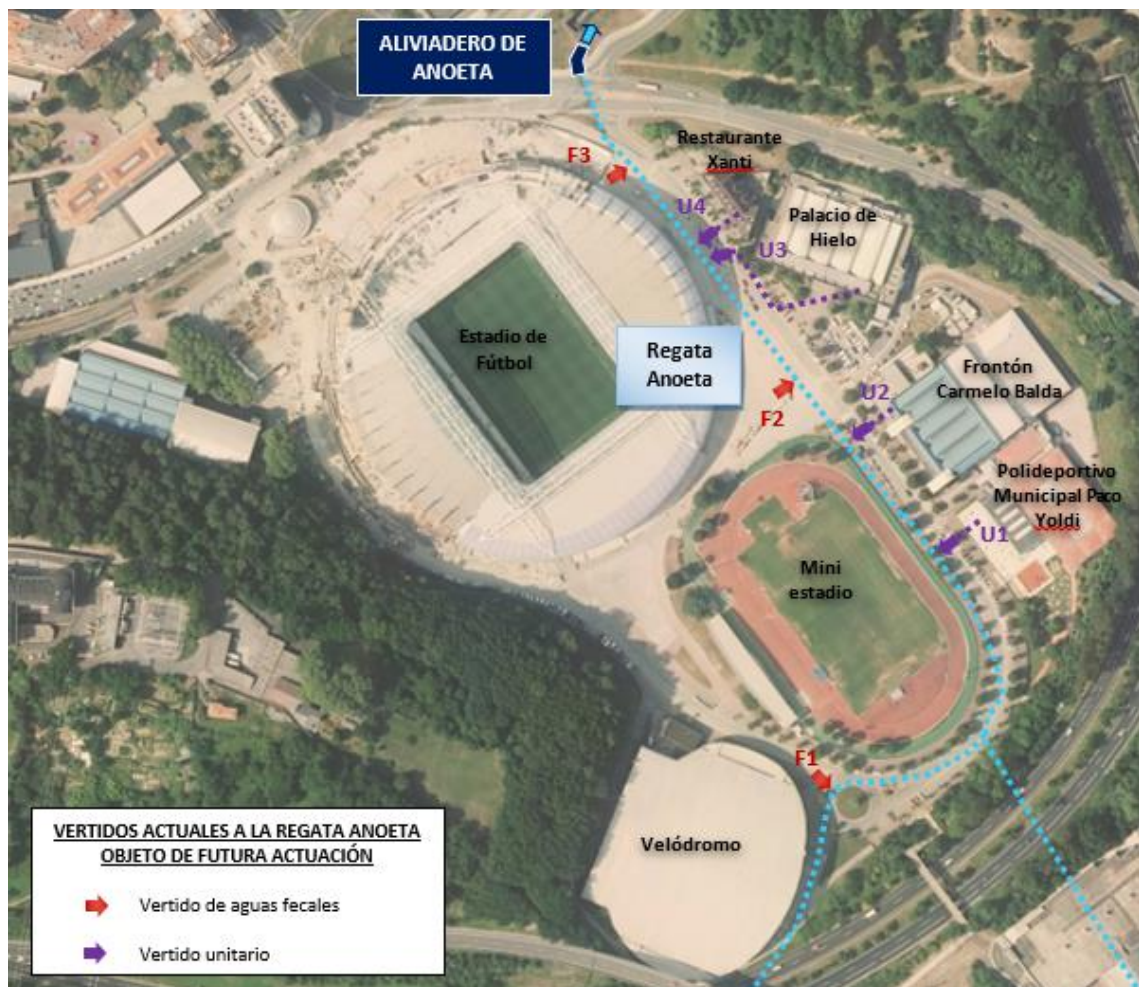 ALIVIADERO DE
ANOETA
Restaurante
Xanti
F3
U4
Palacio de
Hielo
U3
Estadio de
Fútbol
Regata
Anoeta
Frontón
Carmelo Balda
U2
F2
Polideportivo
Municipal Paco
Yoldi
U1
Mini
estadio
F1
Velódromo
VERTIDOS ACTUALES A LA REGATA ANOETA
OBJETO DE FUTURA ACTUACIÓN
Vertido de aguas fecales
Vertido unitario